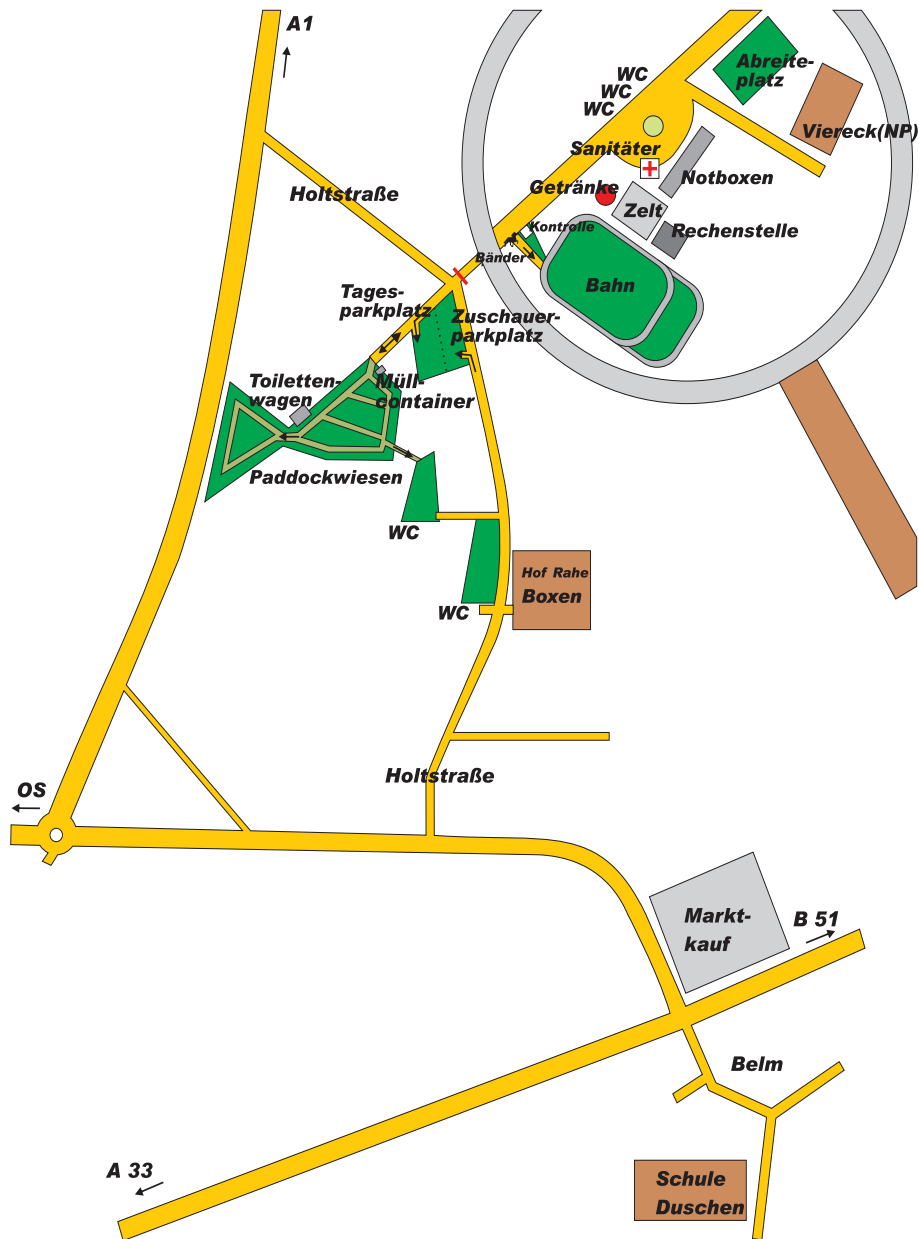 A1
WC
WC
WC
Abreite-
platz
Viereck(NP)
Sanitäter
Notboxen
Getränke
Zelt
Kontrolle
Rechenstelle
Bänder
Bahn
Holtstraße
Tages-
parkplatz
Zuschauer-
parkplatz
Toiletten-
wagen
Müll-
container
Paddockwiesen
WC
Hof Rahe
Boxen
WC
Holtstraße
OS
Markt-
kauf
B 51
Belm
A 33
Schule
Duschen